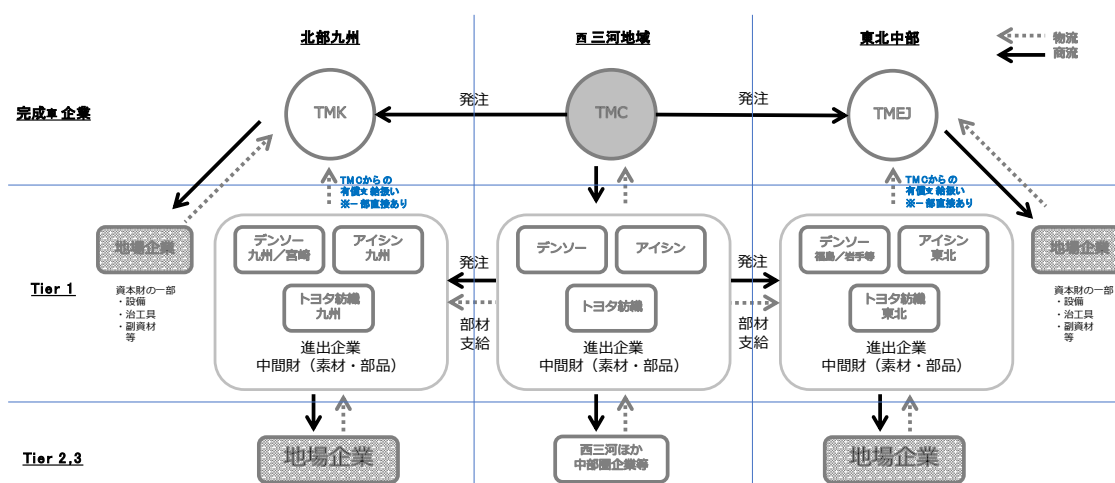 北部九州
西三河地域
東北中部
物流
商流
完成車企業
TMK
発注
TMC
発注
TMEJ
TMCからの
有償支給扱い
※一部直接あり
TMCからの
有償支給扱い
※一部直接あり
Tier 1
地場企業
資本財の一部
・設備
・治工具
・副資材
等
デンソー
九州／宮崎
アイシン
九州
トヨタ紡織
九州
進出企業
中間財（素材・部品）
発注
部材
支給
デンソー
アイシン
トヨタ紡織
進出企業
中間財（素材・部品）
発注
部材
支給
デンソー
福島／岩手等
アイシン
東北
トヨタ紡織
東北
進出企業
中間財（素材・部品）
地場企業
資本財の一部
・設備
・治工具
・副資材
等
Tier 2,3
地場企業
西三河ほか
中部圏企業等
地場企業